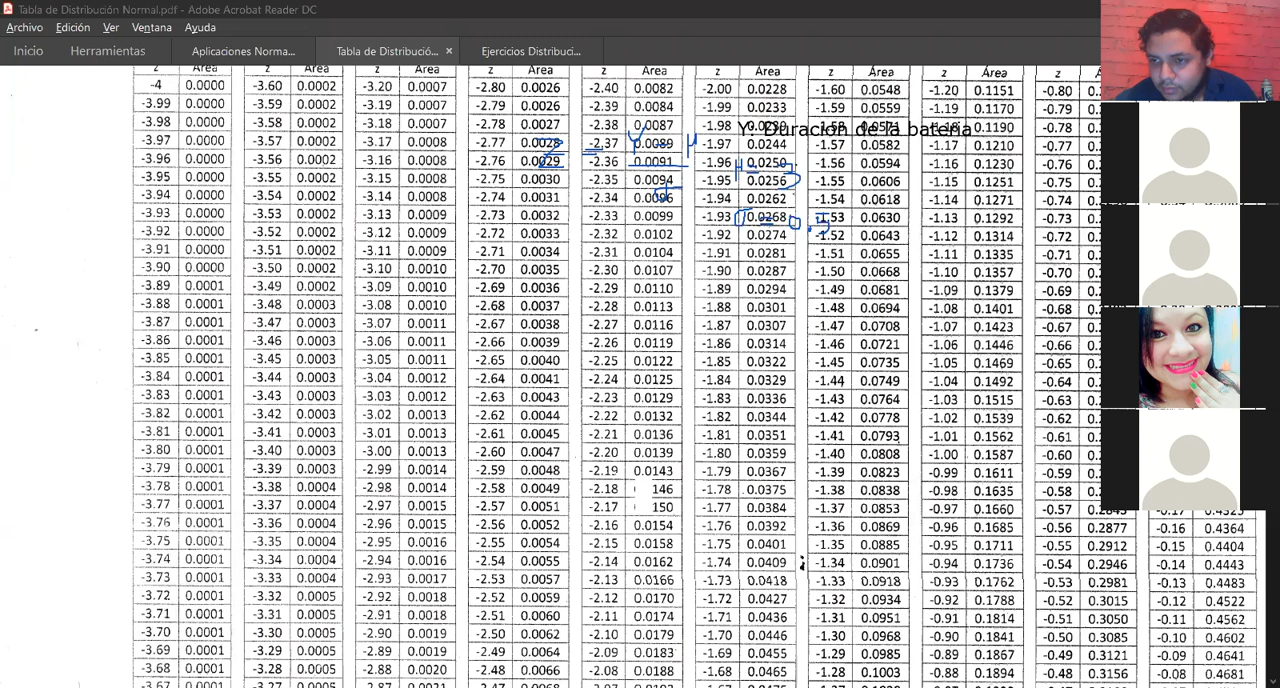 Tabla de Distribución Normal.pdf - Adobe Acrobat Reader DC
Archivo Edición Ver Ventana Ayuda
Inicio Herramientas Aplicaciones Norma... Tabla de Distribució... × Ejercicios Distribuci...
z Área z Área z Área z Área z Área z Área z Área z Área z
-4 0.0000 -3.60 0.0002 -3.20 0.0007 -2.80 0.0026 -2.40 0.0082 -2.00 0.0228 -1.60 0.0548 -1.20 0.1151 -0.80
-3.99 0.0000 -3.59 0.0002 -3.19 0.0007 -2.79 0.0026 -2.39 0.0084 -1.99 0.0233 -1.59 0.0559 -1.19 0.1170 -0.79
-3.98 0.0000 -3.58 0.0002 -3.18 0.0007 -2.78 0.0027 -2.38 0.0087 -1.98 -1.18 0.1190 -0.78
Y: Duración de la batería
-3.97 0.0000 -3.57 0.0002 -3.17 0.0008 -2.77 0.0028 -2.37 0.0089 -1.97 0.0244 -1.57 0.0582 -1.17 0.1210 -0.77
Z = Y - μ
σ
-3.96 0.0000 -3.56 0.0002 -3.16 0.0008 -2.76 0.0029 -2.36 0.0091 -1.96 0.0250 -1.56 0.0594 -1.16 0.1230 -0.76
μ = 3
-3.95 0.0000 -3.55 0.0002 -3.15 0.0008 -2.75 0.0030 -2.35 0.0094 -1.95 0.0256 -1.55 0.0606 -1.15 0.1251 -0.75
-3.94 0.0000 -3.54 0.0002 -3.14 0.0008 -2.74 0.0031 -2.34 0.0096 -1.94 0.0262 -1.54 0.0618 -1.14 0.1271 -0.74
-3.93 0.0000 -3.53 0.0002 -3.13 0.0009 -2.73 0.0032 -2.33 0.0099 -1.93 0.0268 -1.53 0.0630 -1.13 0.1292 -0.73
σ = 0.5
-3.92 0.0000 -3.52 0.0002 -3.12 0.0009 -2.72 0.0033 -2.32 0.0102 -1.92 0.0274 -1.52 0.0643 -1.12 0.1314 -0.72
-3.91 0.0000 -3.51 0.0002 -3.11 0.0009 -2.71 0.0034 -2.31 0.0104 -1.91 0.0281 -1.51 0.0655 -1.11 0.1335 -0.71
-3.90 0.0000 -3.50 0.0002 -3.10 0.0010 -2.70 0.0035 -2.30 0.0107 -1.90 0.0287 -1.50 0.0668 -1.10 0.1357 -0.70
-3.89 0.0001 -3.49 0.0002 -3.09 0.0010 -2.69 0.0036 -2.29 0.0110 -1.89 0.0294 -1.49 0.0681 -1.09 0.1379 -0.69
-3.88 0.0001 -3.48 0.0003 -3.08 0.0010 -2.68 0.0037 -2.28 0.0113 -1.88 0.0301 -1.48 0.0694 -1.08 0.1401 -0.68
-3.87 0.0001 -3.47 0.0003 -3.07 0.0011 -2.67 0.0038 -2.27 0.0116 -1.87 0.0307 -1.47 0.0708 -1.07 0.1423 -0.67
-3.86 0.0001 -3.46 0.0003 -3.06 0.0011 -2.66 0.0039 -2.26 0.0119 -1.86 0.0314 -1.46 0.0721 -1.06 0.1446 -0.66
-3.85 0.0001 -3.45 0.0003 -3.05 0.0011 -2.65 0.0040 -2.25 0.0122 -1.85 0.0322 -1.45 0.0735 -1.05 0.1469 -0.65
-3.84 0.0001 -3.44 0.0003 -3.04 0.0012 -2.64 0.0041 -2.24 0.0125 -1.84 0.0329 -1.44 0.0749 -1.04 0.1492 -0.64
-3.83 0.0001 -3.43 0.0003 -3.03 0.0012 -2.63 0.0043 -2.23 0.0129 -1.83 0.0336 -1.43 0.0764 -1.03 0.1515 -0.63
-3.82 0.0001 -3.42 0.0003 -3.02 0.0013 -2.62 0.0044 -2.22 0.0132 -1.82 0.0344 -1.42 0.0778 -1.02 0.1539 -0.62
-3.81 0.0001 -3.41 0.0003 -3.01 0.0013 -2.61 0.0045 -2.21 0.0136 -1.81 0.0351 -1.41 0.0793 -1.01 0.1562 -0.61
-3.80 0.0001 -3.40 0.0003 -3.00 0.0013 -2.60 0.0047 -2.20 0.0139 -1.80 0.0359 -1.40 0.0808 -1.00 0.1587 -0.60
-3.79 0.0001 -3.39 0.0003 -2.99 0.0014 -2.59 0.0048 -2.19 0.0143 -1.79 0.0367 -1.39 0.0823 -0.99 0.1611 -0.59
-3.78 0.0001 -3.38 0.0004 -2.98 0.0014 -2.58 0.0049 -2.18 146 -1.78 0.0375 -1.38 0.0838 -0.98 0.1635 -0.58
-3.77 0.0001 -3.37 0.0004 -2.97 0.0015 -2.57 0.0051 -2.17 150 -1.77 0.0384 -1.37 0.0853 -0.97 0.1660 -0.57 0.2843 -0.17 0.4325
-3.76 0.0001 -3.36 0.0004 -2.96 0.0015 -2.56 0.0052 -2.16 0.0154 -1.76 0.0392 -1.36 0.0869 -0.96 0.1685 -0.56 0.2877 -0.16 0.4364
-3.75 0.0001 -3.35 0.0004 -2.95 0.0016 -2.55 0.0054 -2.15 0.0158 -1.75 0.0401 -1.35 0.0885 -0.95 0.1711 -0.55 0.2912 -0.15 0.4404
-3.74 0.0001 -3.34 0.0004 -2.94 0.0016 -2.54 0.0055 -2.14 0.0162 -1.74 0.0409 -1.34 0.0901 -0.94 0.1736 -0.54 0.2946 -0.14 0.4443
-3.73 0.0001 -3.33 0.0004 -2.93 0.0017 -2.53 0.0057 -2.13 0.0166 -1.73 0.0418 -1.33 0.0918 -0.93 0.1762 -0.53 0.2981 -0.13 0.4483
-3.72 0.0001 -3.32 0.0005 -2.92 0.0018 -2.52 0.0059 -2.12 0.0170 -1.72 0.0427 -1.32 0.0934 -0.92 0.1788 -0.52 0.3015 -0.12 0.4522
-3.71 0.0001 -3.31 0.0005 -2.91 0.0018 -2.51 0.0060 -2.11 0.0174 -1.71 0.0436 -1.31 0.0951 -0.91 0.1814 -0.51 0.3050 -0.11 0.4562
-3.70 0.0001 -3.30 0.0005 -2.90 0.0019 -2.50 0.0062 -2.10 0.0179 -1.70 0.0446 -1.30 0.0968 -0.90 0.1841 -0.50 0.3085 -0.10 0.4602
-3.69 0.0001 -3.29 0.0005 -2.89 0.0019 -2.49 0.0064 -2.09 0.0183 -1.69 0.0455 -1.29 0.0985 -0.89 0.1867 -0.49 0.3121 -0.09 0.4641
-3.68 0.0001 -3.28 0.0005 -2.88 0.0020 -2.48 0.0066 -2.08 0.0188 -1.68 0.0465 -1.28 0.1003 -0.88 0.1894 -0.48 0.3156 -0.08 0.4681